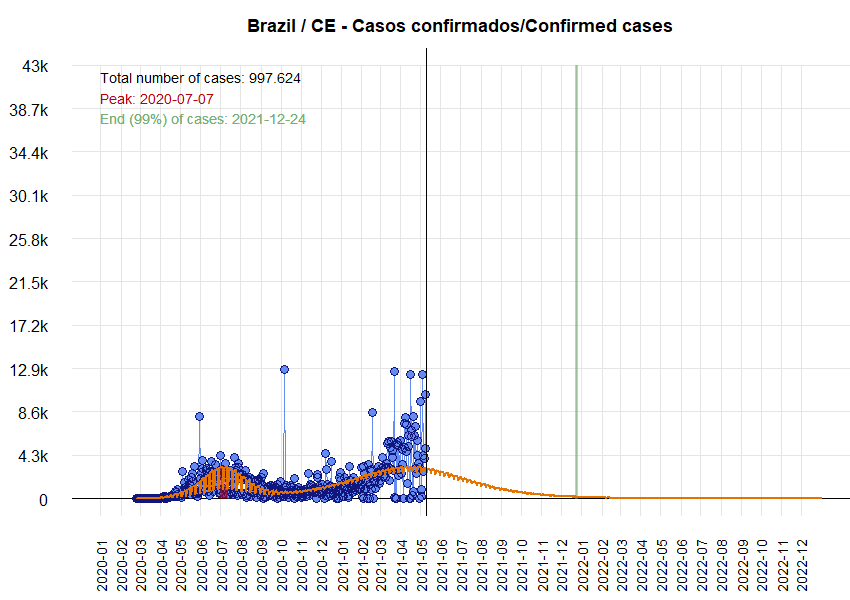 Brazil / CE - Casos confirmados/Confirmed cases
43k
Total number of cases: 997.624
Peak: 2020-07-07
38.7k
End (99%) of cases: 2021-12-24
34.4k
30.1k
25.8k
21.5k
17.2k
12.9k
8.6k
4.3k
0
2020-01
2020-02
2020-03
2020-04
2020-05
2020-06
2020-07
2020-08
2020-09
2020-10
2020-11
2020-12
2021-01
2021-02
2021-03
2021-04
2021-05
2021-06
2021-07
2021-08
2021-09
2021-10
2021-11
2021-12
2022-01
2022-02
2022-03
2022-04
2022-05
2022-06
2022-07
2022-08
2022-09
2022-10
2022-11
2022-12